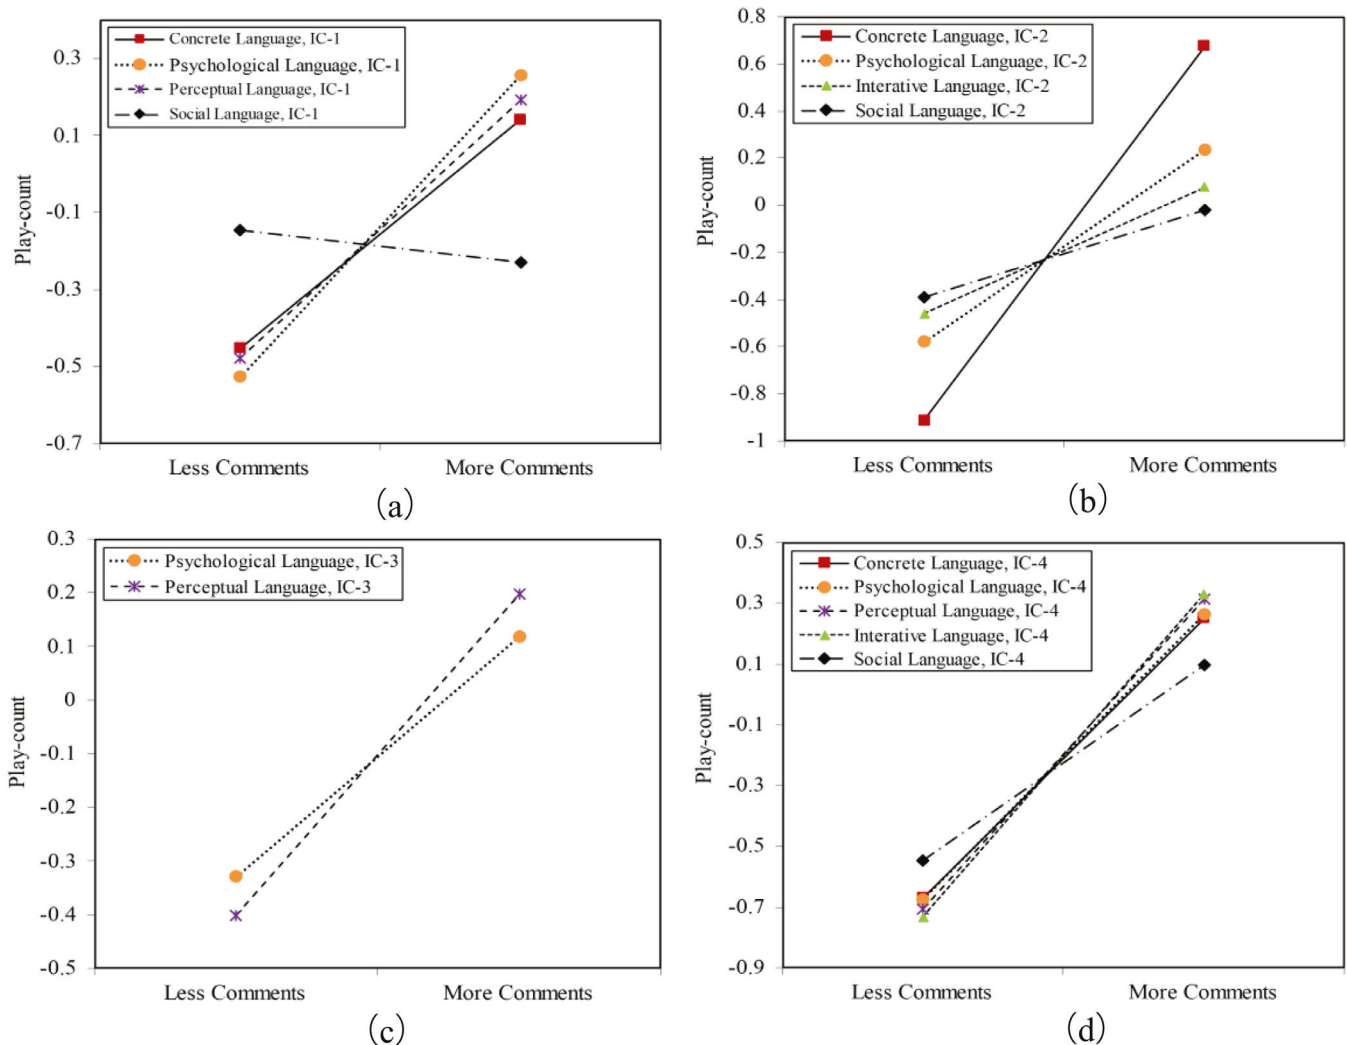 Concrete Language, IC-1
Psychological Language, IC-1
Perceptual Language, IC-1
Social Language, IC-1
0.3
0.1
-0.1
-0.3
-0.5
-0.7
Play-count
Less Comments More Comments
(a)
Concrete Language, IC-2
Psychological Language, IC-2
Interative Language, IC-2
Social Language, IC-2
0.8
0.6
0.4
0.2
0
-0.2
-0.4
-0.6
-0.8
-1
Play-count
Less Comments More Comments
(b)
Psychological Language, IC-3
Perceptual Language, IC-3
0.3
0.2
0.1
0
-0.1
-0.2
-0.3
-0.4
-0.5
Play-count
Less Comments More Comments
(c)
Concrete Language, IC-4
Psychological Language, IC-4
Perceptual Language, IC-4
Interative Language, IC-4
Social Language, IC-4
0.5
0.3
0.1
-0.1
-0.3
-0.5
-0.7
-0.9
Play-count
Less Comments More Comments
(d)